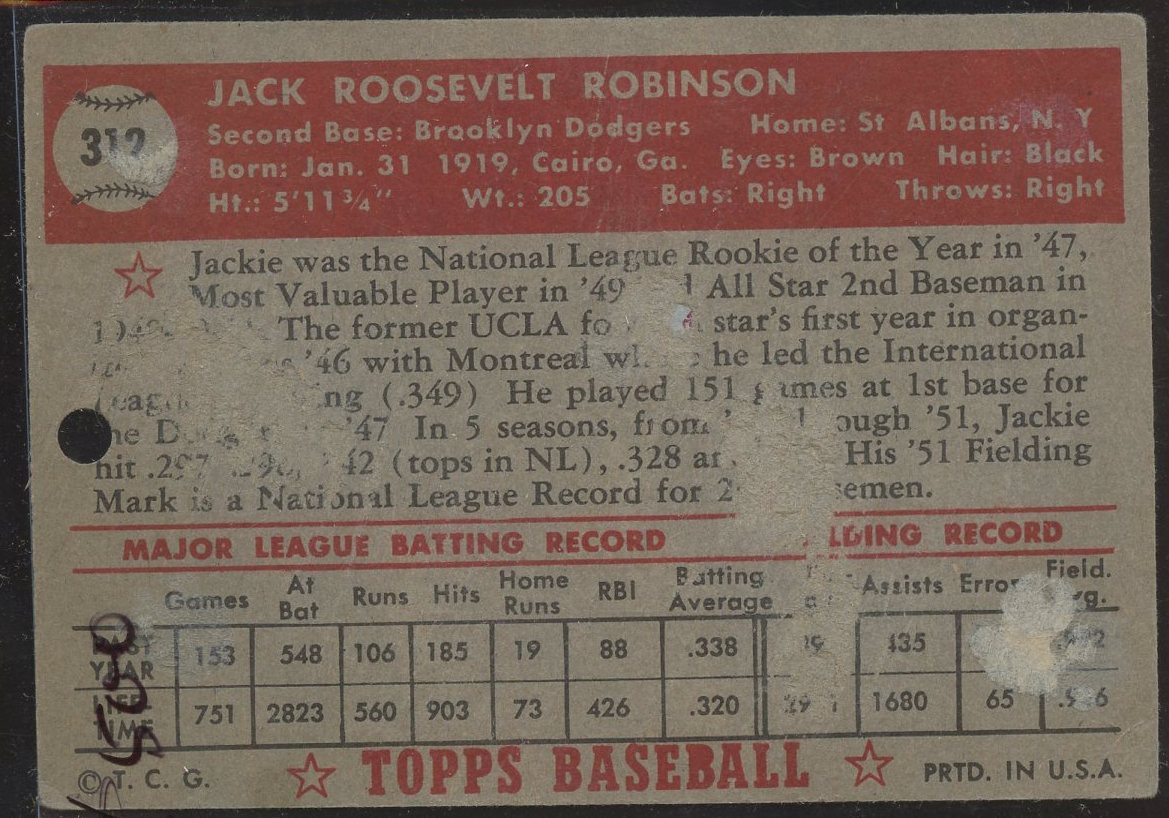 312
JACK ROOSEVELT ROBINSON
Second Base: Brooklyn Dodgers Home: St Albans, N. Y
Born: Jan. 31 1919, Cairo, Ga. Eyes: Brown Hair: Black
Ht.: 5'11 3/4" Wt.: 205 Bats: Right Throws: Right
Jackie was the National League Rookie of the Year in '47,
Most Valuable Player in '49 All Star 2nd Baseman in
The former UCLA star's first year in organ-
'46 with Montreal he led the International
(.349) He played 151 games at 1st base for
'47 In 5 seasons, from '51, Jackie
hit .297 (tops in NL), .328 His '51 Fielding
Mark is a National League Record for
MAJOR LEAGUE BATTING RECORD RECORD
Games At Bat Runs Hits Home Runs RBI Batting Average Assists Field.
LAST YEAR 153 548 106 185 19 88 .338 435
LIFE TIME 751 2823 560 903 73 426 .320 1680 65
© T. C. G. TOPPS BASEBALL PRTD. IN U.S.A.